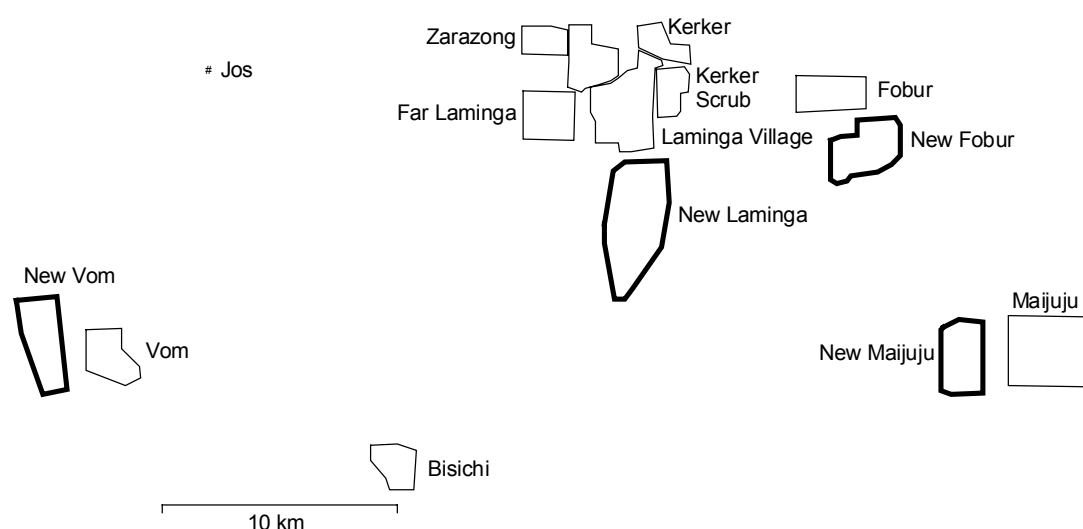 Zarazong
Kerker
# Jos
Kerker
Scrub
Fobur
Far Laminga
Laminga Village
New Fobur
New Laminga
New Vom
Maijuju
Vom
New Maijuju
Bisichi
10 km